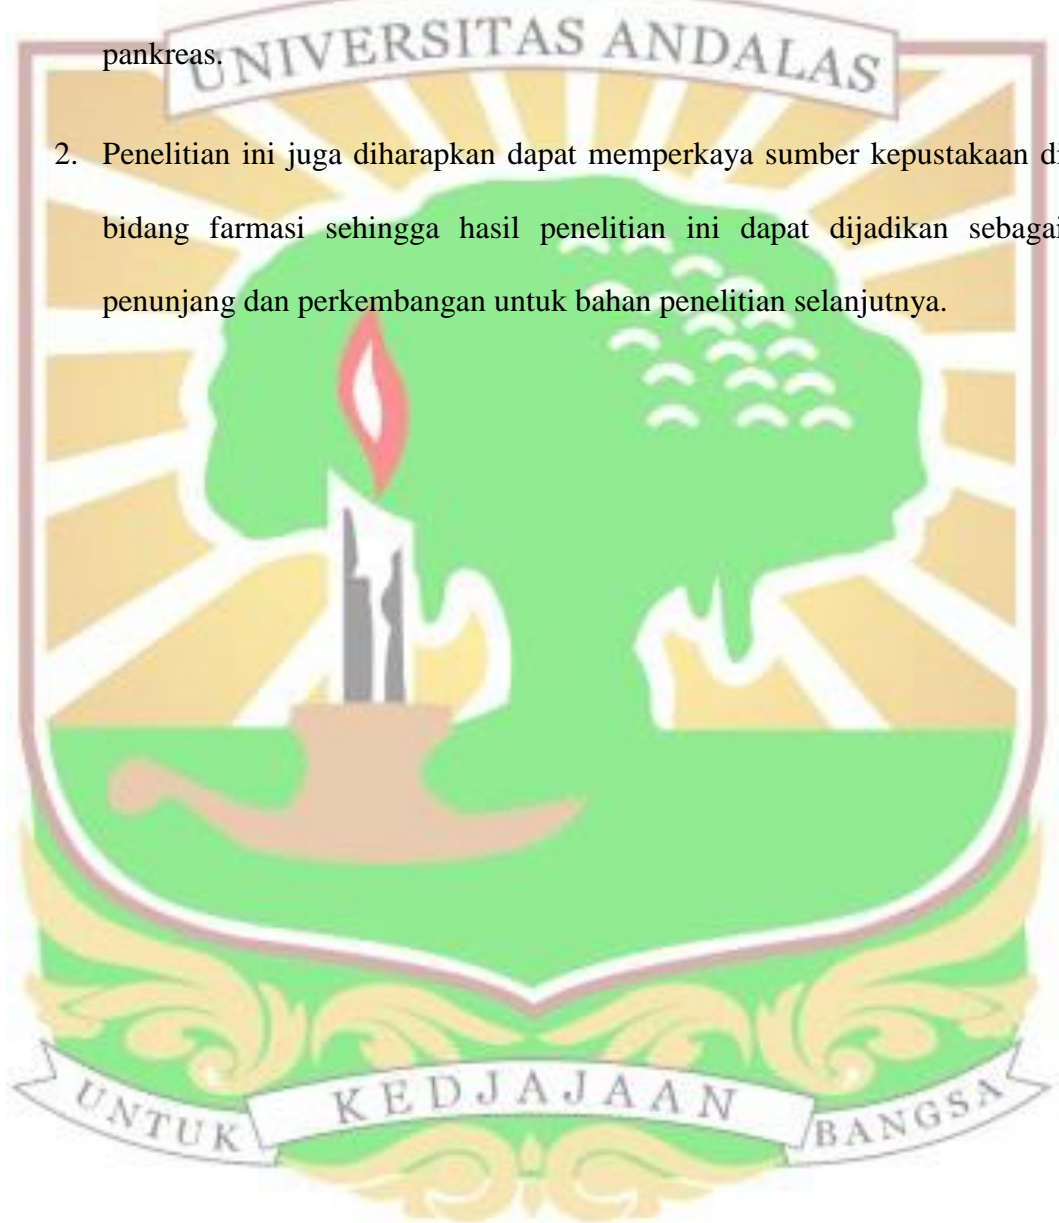 UNIVERSITAS ANDALAS
pankreas.
2. Penelitian ini juga diharapkan dapat memperkaya sumber kepustakaan di
bidang farmasi sehingga hasil penelitian ini dapat dijadikan sebagai
penunjang dan perkembangan untuk bahan penelitian selanjutnya.
UNTUK KEDJAJAAN BANGSA